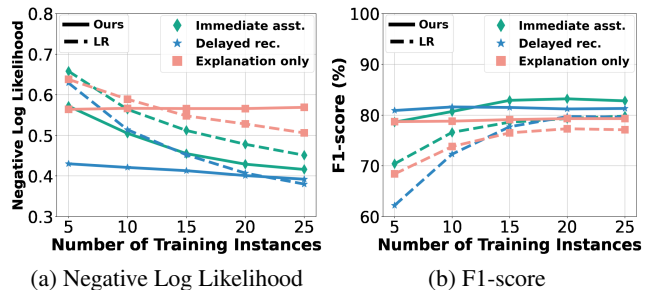 0.8
0.7
0.6
0.5
0.4
0.3
Negative Log Likelihood
Ours
LR
Immediate asst.
Delayed rec.
Explanation only
5 10 15 20 25
Number of Training Instances
(a) Negative Log Likelihood
100
90
80
70
60
F1-score (%)
Ours
LR
Immediate asst.
Delayed rec.
Explanation only
5 10 15 20 25
Number of Training Instances
(b) F1-score